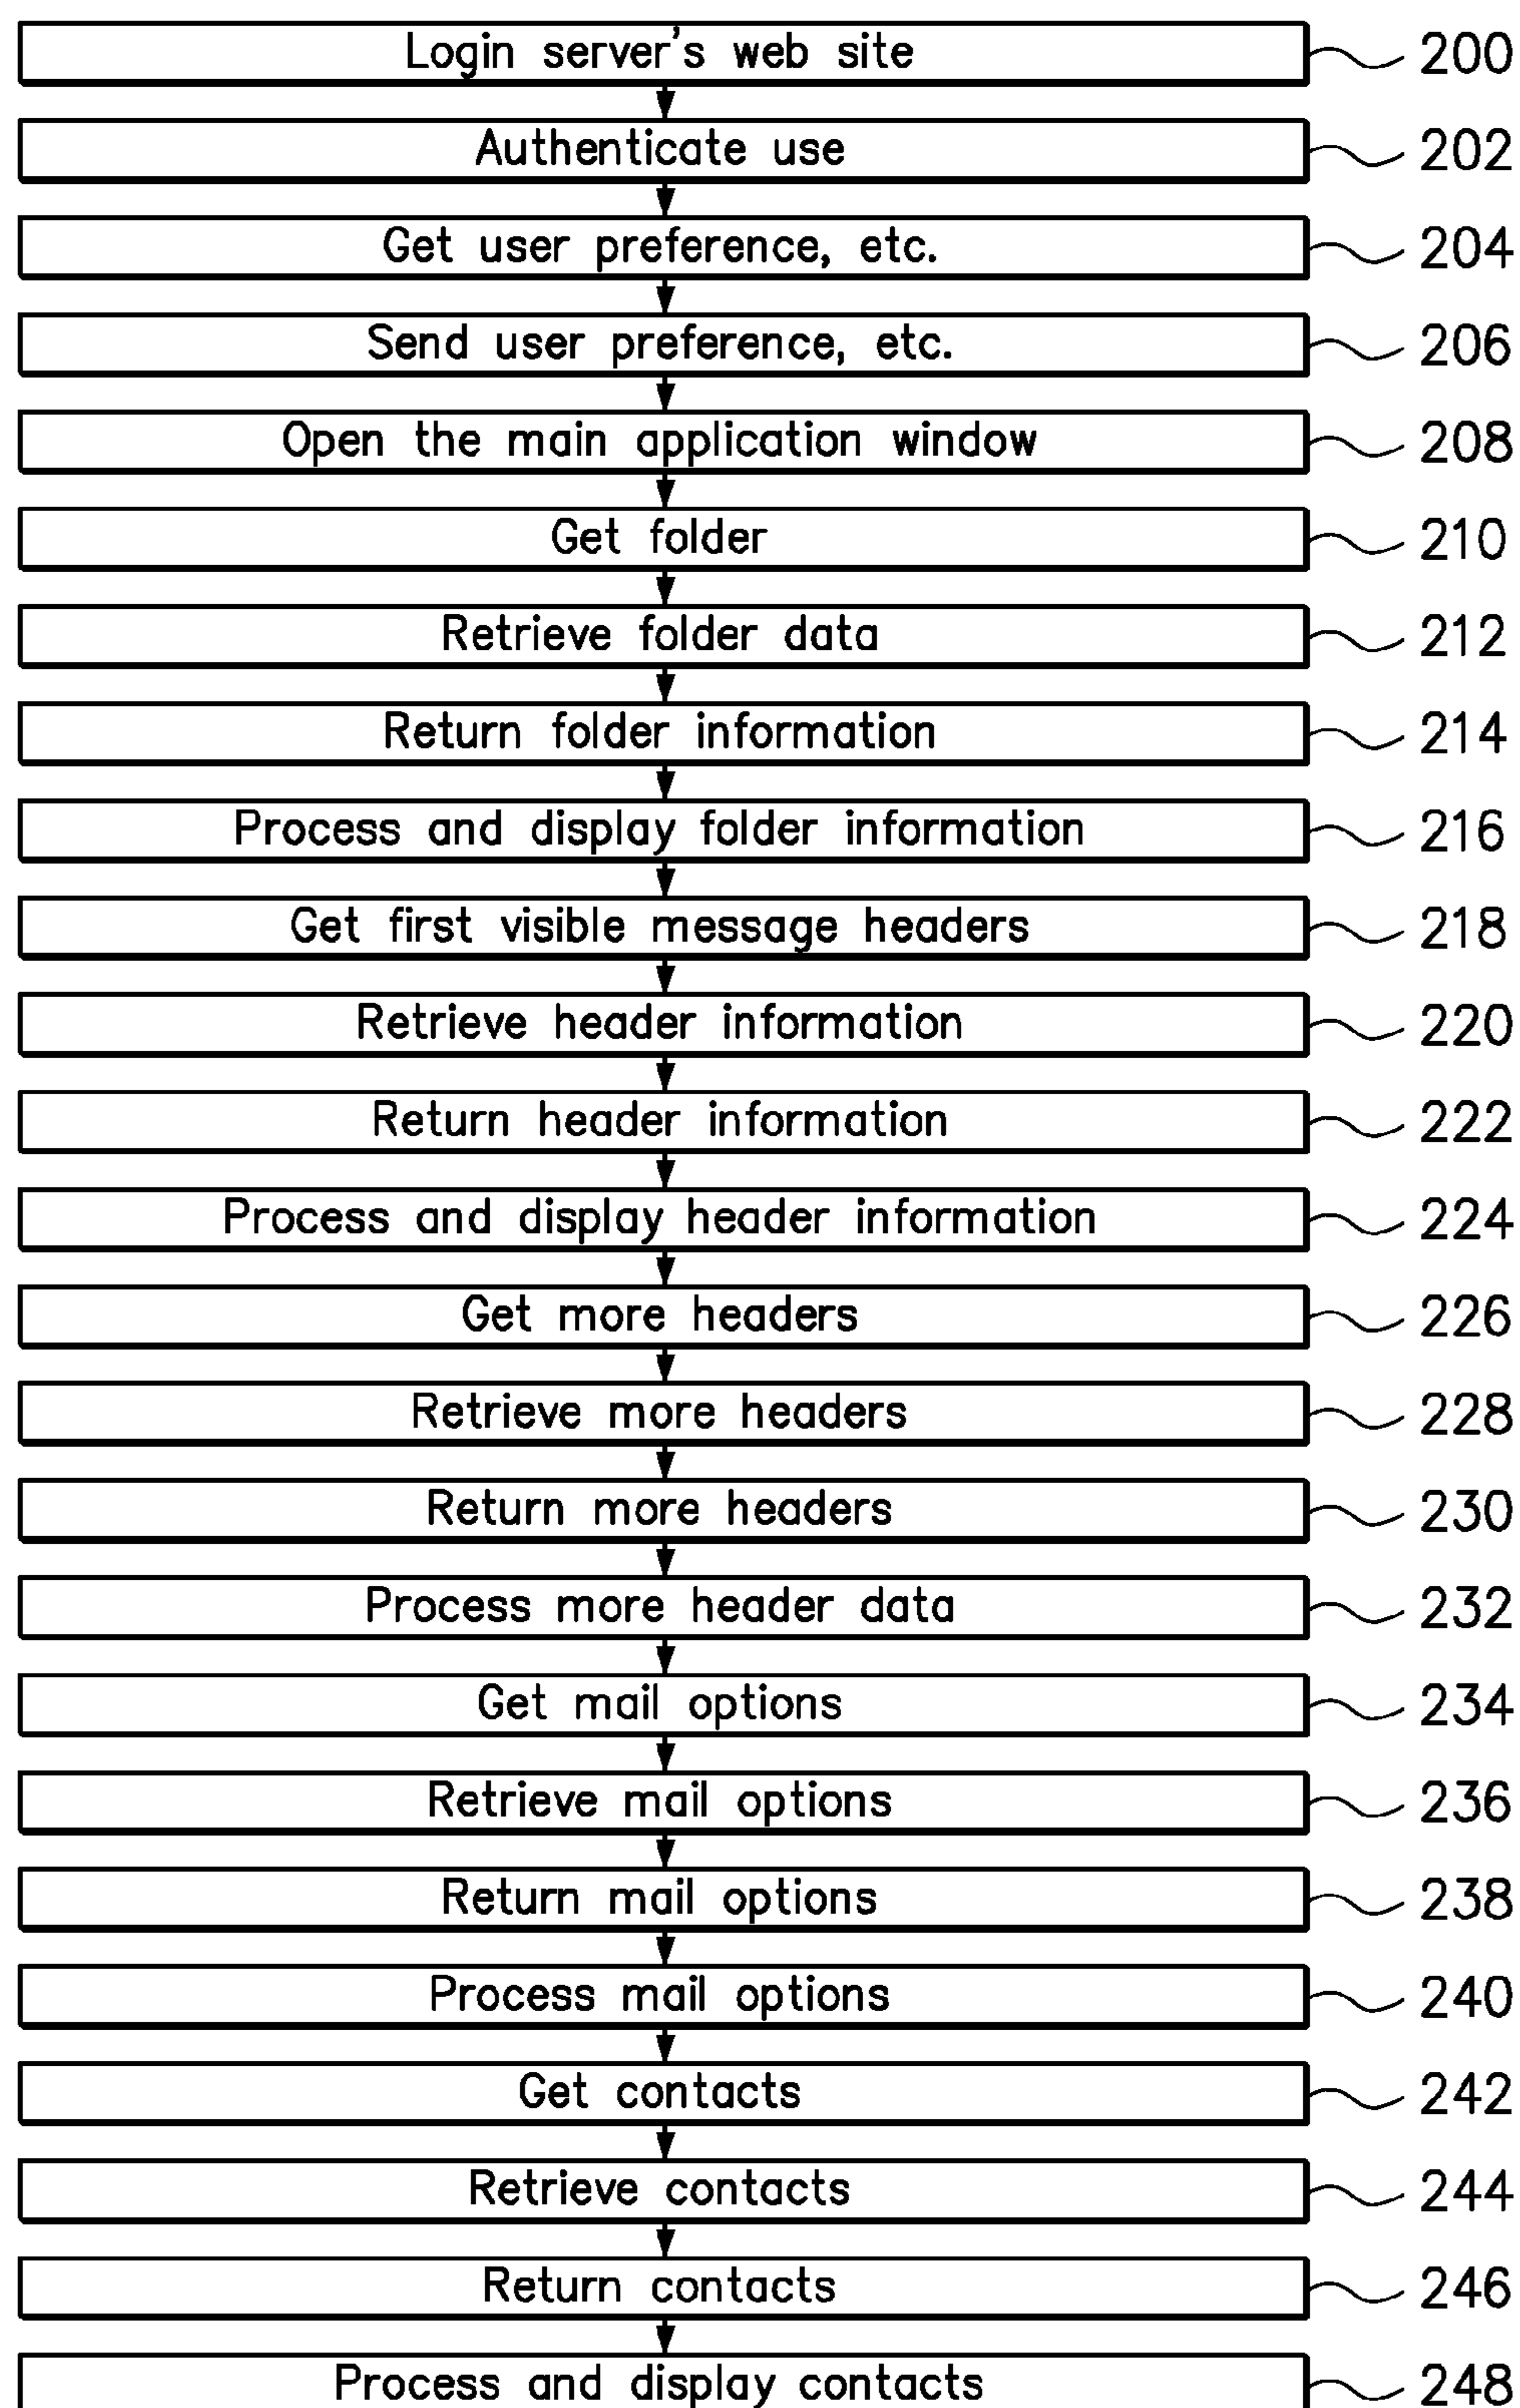 Login server's web site 200
Authenticate use 202
Get user preference, etc. 204
Send user preference, etc. 206
Open the main application window 208
Get folder 210
Retrieve folder data 212
Return folder information 214
Process and display folder information 216
Get first visible message headers 218
Retrieve header information 220
Return header information 222
Process and display header information 224
Get more headers 226
Retrieve more headers 228
Return more headers 230
Process more header data 232
Get mail options 234
Retrieve mail options 236
Return mail options 238
Process mail options 240
Get contacts 242
Retrieve contacts 244
Return contacts 246
Process and display contacts 248